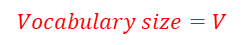 Vocabulary size = V